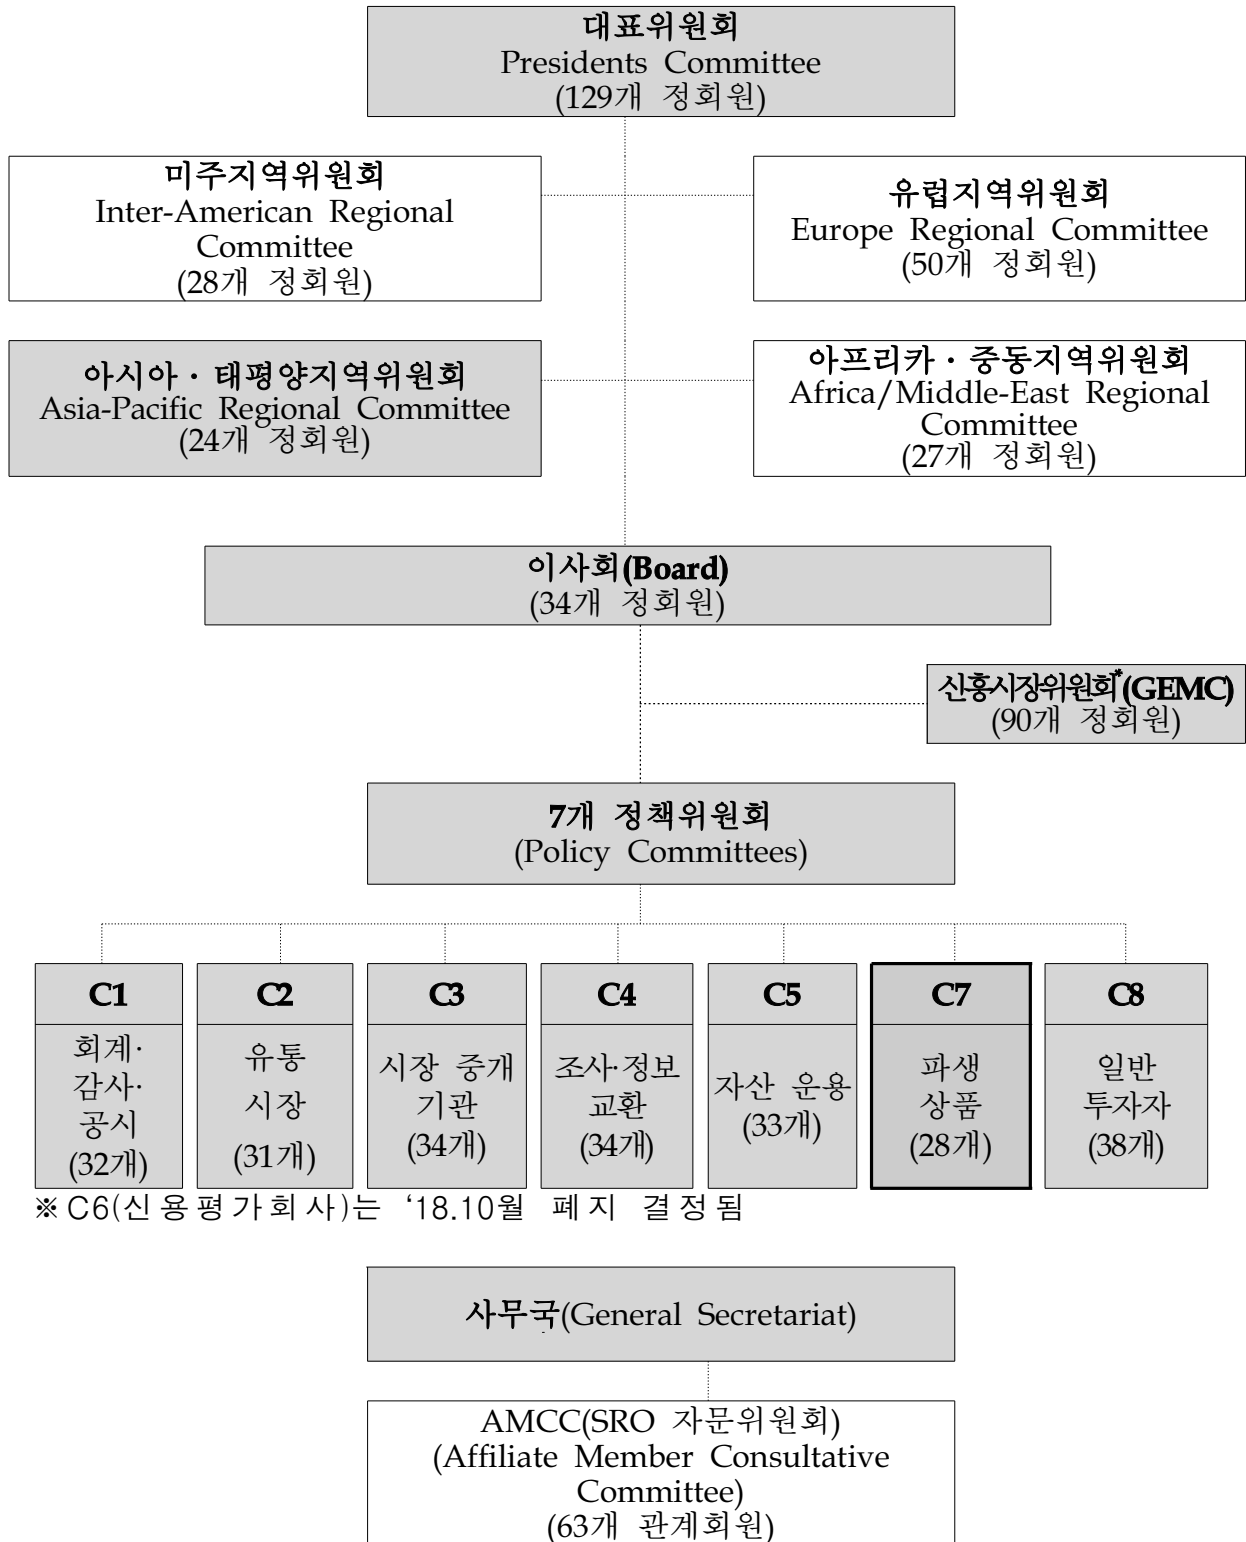 대표위원회
Presidents Committee
(129개 정회원)
미주지역위원회
Inter-American Regional
Committee
(28개 정회원)
유럽지역위원회
Europe Regional Committee
(50개 정회원)
아시아・태평양지역위원회
Asia-Pacific Regional Committee
(24개 정회원)
아프리카・중동지역위원회
Africa/Middle-East Regional
Committee
(27개 정회원)
이사회(Board)
(34개 정회원)
신흥시장위원회*(GEMC)
(90개 정회원)
7개 정책위원회
(Policy Committees)
C1
회계·
감사·
공시
(32개)
C2
유통
시장
(31개)
C3
시장 중개
기관
(34개)
C4
조사·정보
교환
(34개)
C5
자산 운용
(33개)
C7
파생
상품
(28개)
C8
일반
투자자
(38개)
※ C6(신용평가회사)는 ‘18.10월 폐지 결정됨
사무국(General Secretariat)
AMCC(SRO 자문위원회)
(Affiliate Member Consultative
Committee)
(63개 관계회원)